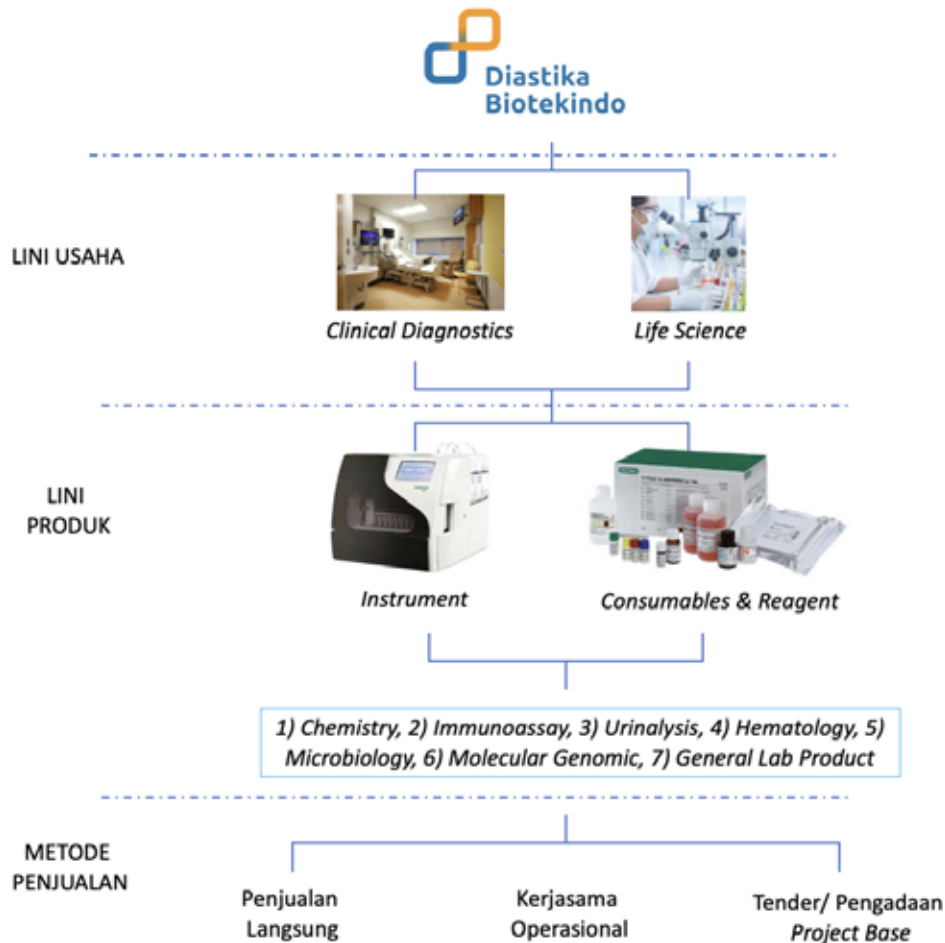 Diastika
Biotekindo
LINI USAHA
Clinical Diagnostics
Life Science
LINI
PRODUK
Instrument
Consumables & Reagent
1) Chemistry, 2) Immunoassay, 3) Urinalysis, 4) Hematology, 5)
Microbiology, 6) Molecular Genomic, 7) General Lab Product
METODE
PENJUALAN
Penjualan
Langsung
Kerjasama
Operasional
Tender/ Pengadaan
Project Base